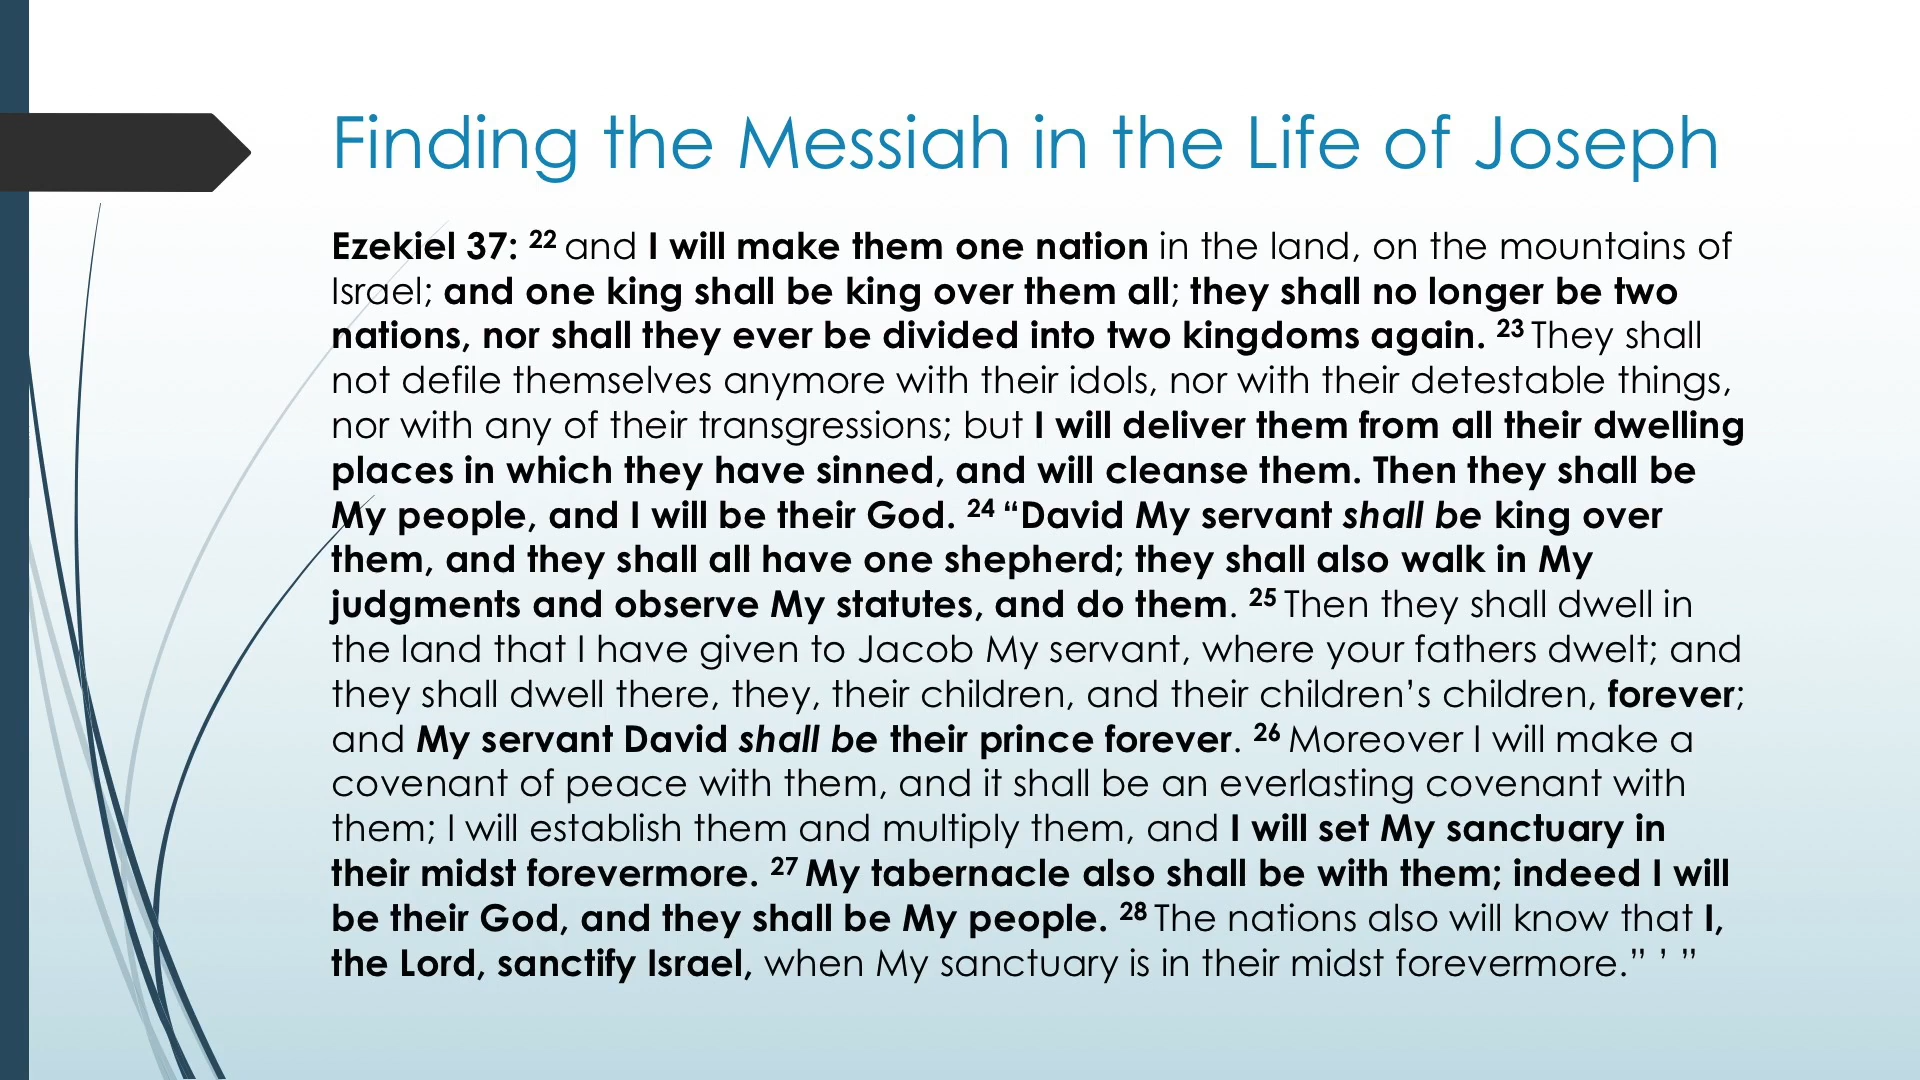 Finding the Messiah in the Life of Joseph
Ezekiel 37: 22 and I will make them one nation in the land, on the mountains of
Israel; and one king shall be king over them all; they shall no longer be two
nations, nor shall they ever be divided into two kingdoms again. 23 They shall
not defile themselves anymore with their idols, nor with their detestable things,
nor with any of their transgressions; but I will deliver them from all their dwelling
places in which they have sinned, and will cleanse them. Then they shall be
My people, and I will be their God. 24 “David My servant shall be king over
them, and they shall all have one shepherd; they shall also walk in My
judgments and observe My statutes, and do them. 25 Then they shall dwell in
the land that I have given to Jacob My servant, where your fathers dwelt; and
they shall dwell there, they, their children, and their children’s children, forever;
and My servant David shall be their prince forever. 26 Moreover I will make a
covenant of peace with them, and it shall be an everlasting covenant with
them; I will establish them and multiply them, and I will set My sanctuary in
their midst forevermore. 27 My tabernacle also shall be with them; indeed I will
be their God, and they shall be My people. 28 The nations also will know that I,
the Lord, sanctify Israel, when My sanctuary is in their midst forevermore.” ’ ”